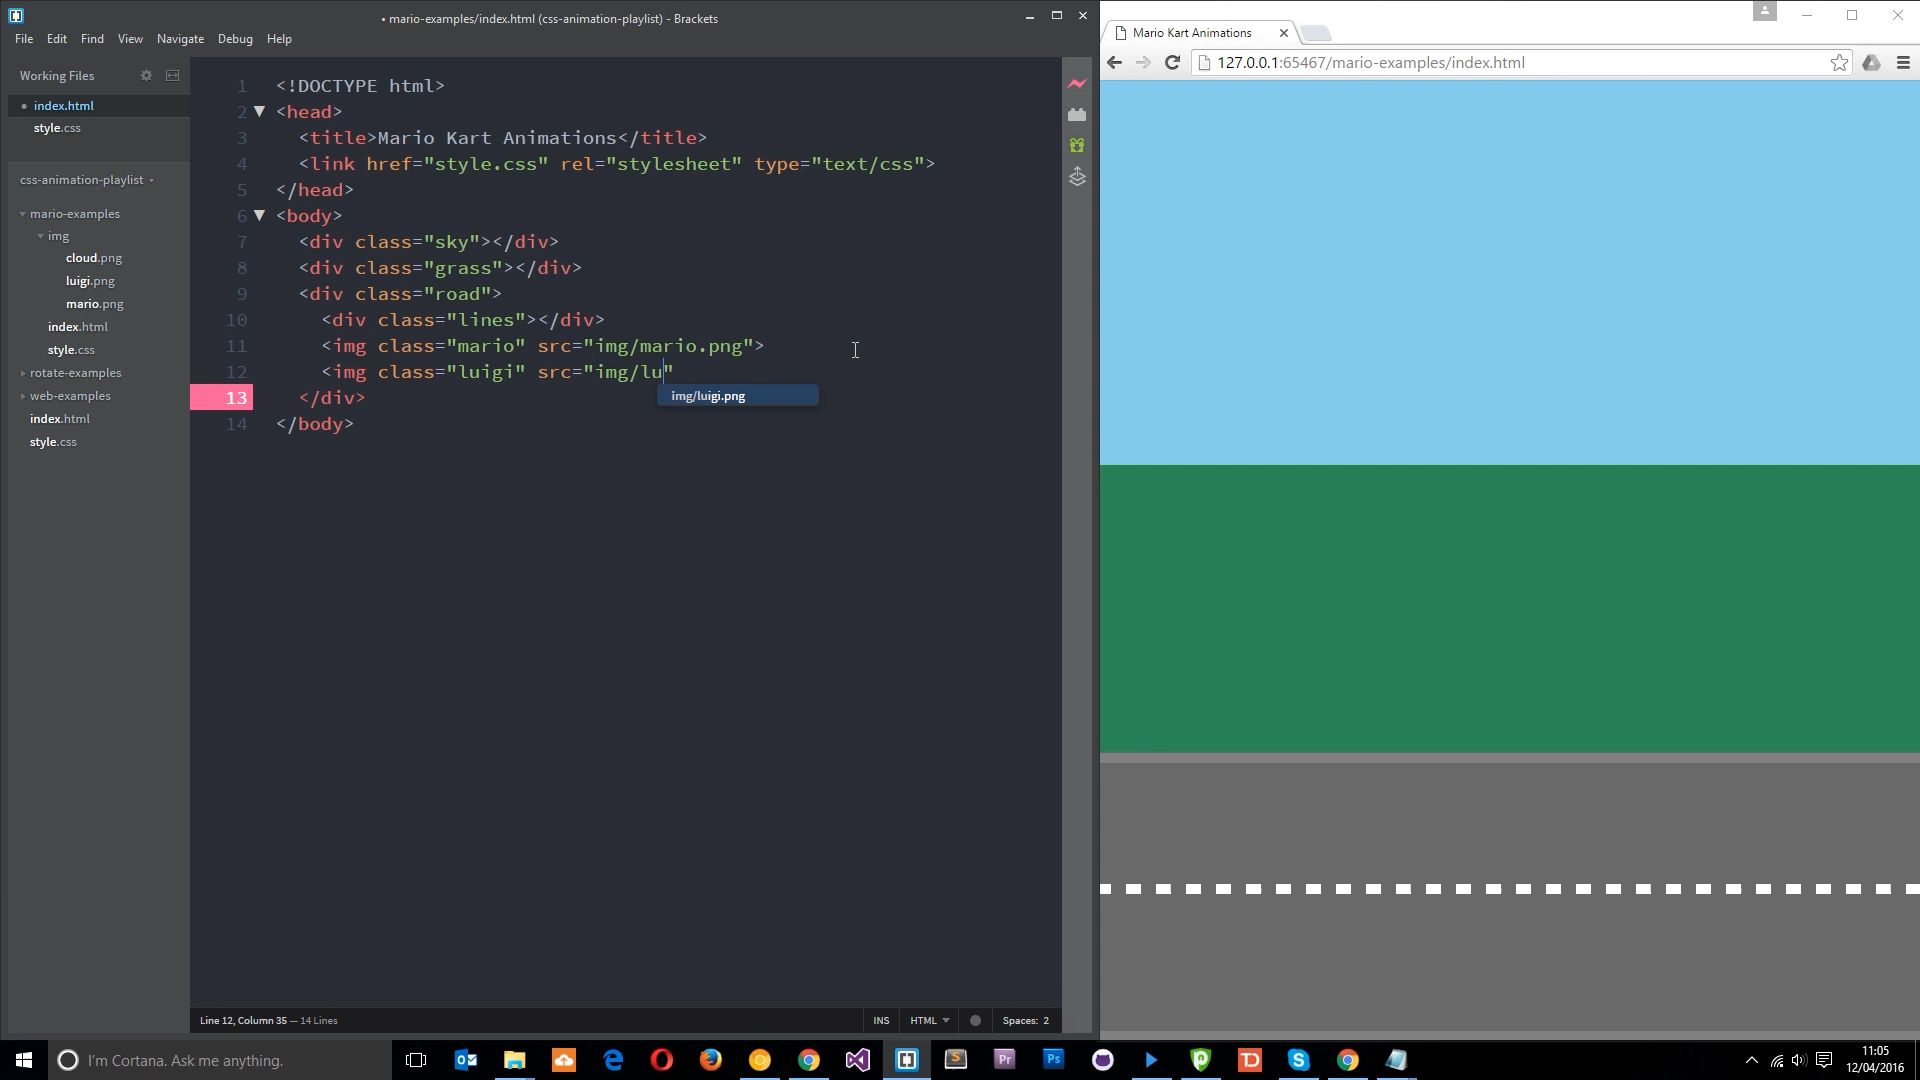 • mario-examples/index.html (css-animation-playlist) - Brackets
File Edit Find View Navigate Debug Help
Working Files
• index.html
style.css
css-animation-playlist
mario-examples
img
cloud.png
luigi.png
mario.png
index.html
style.css
rotate-examples
web-examples
index.html
style.css
1 <!DOCTYPE html>
2 <head>
3 <title>Mario Kart Animations</title>
4 <link href="style.css" rel="stylesheet" type="text/css">
5 </head>
6 <body>
7 <div class="sky"></div>
8 <div class="grass"></div>
9 <div class="road">
10 <div class="lines"></div>
11 <img class="mario" src="img/mario.png">
12 <img class="luigi" src="img/lu"
img/luigi.png
13 </div>
14 </body>
Line 12, Column 35 — 14 Lines
INS HTML Spaces: 2
Mario Kart Animations
127.0.0.1:65467/mario-examples/index.html
I'm Cortana. Ask me anything.
S Pr Ps TD S
11:05
12/04/2016